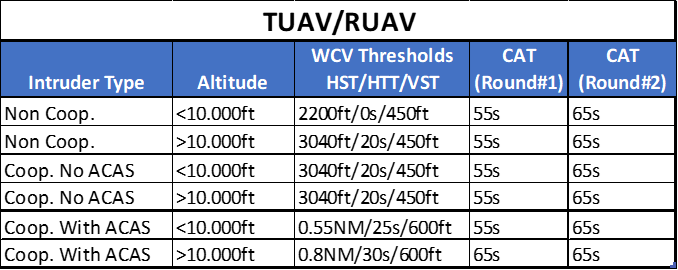 TUAV/RUAV
Intruder Type Altitude WCV Thresholds HST/HTT/VST CAT (Round#1) CAT (Round#2)
Non Coop. <10.000ft 2200ft/0s/450ft 55s 65s
Non Coop. >10.000ft 3040ft/20s/450ft 55s 65s
Coop. No ACAS <10.000ft 3040ft/20s/450ft 55s 65s
Coop. No ACAS >10.000ft 3040ft/20s/450ft 55s 65s
Coop. With ACAS <10.000ft 0.55NM/25s/600ft 55s 65s
Coop. With ACAS >10.000ft 0.8NM/30s/600ft 65s 65s